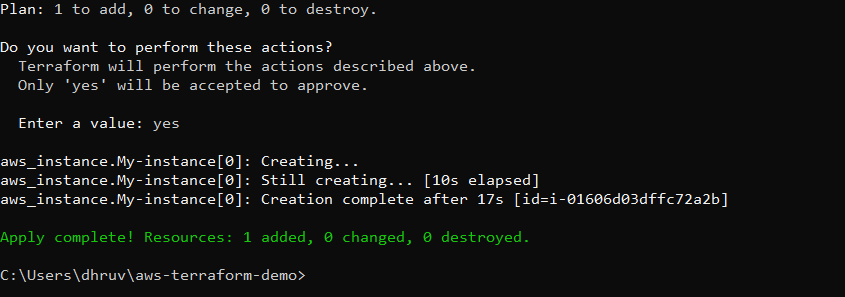 Plan: 1 to add, 0 to change, 0 to destroy.
Do you want to perform these actions?
Terraform will perform the actions described above.
Only 'yes' will be accepted to approve.
Enter a value: yes
aws_instance.My-instance[0]: Creating...
aws_instance.My-instance[0]: Still creating... [10s elapsed]
aws_instance.My-instance[0]: Creation complete after 17s [id=i-01606d03dffc72a2b]
Apply complete! Resources: 1 added, 0 changed, 0 destroyed.
C:\Users\dhruv\aws-terraform-demo>